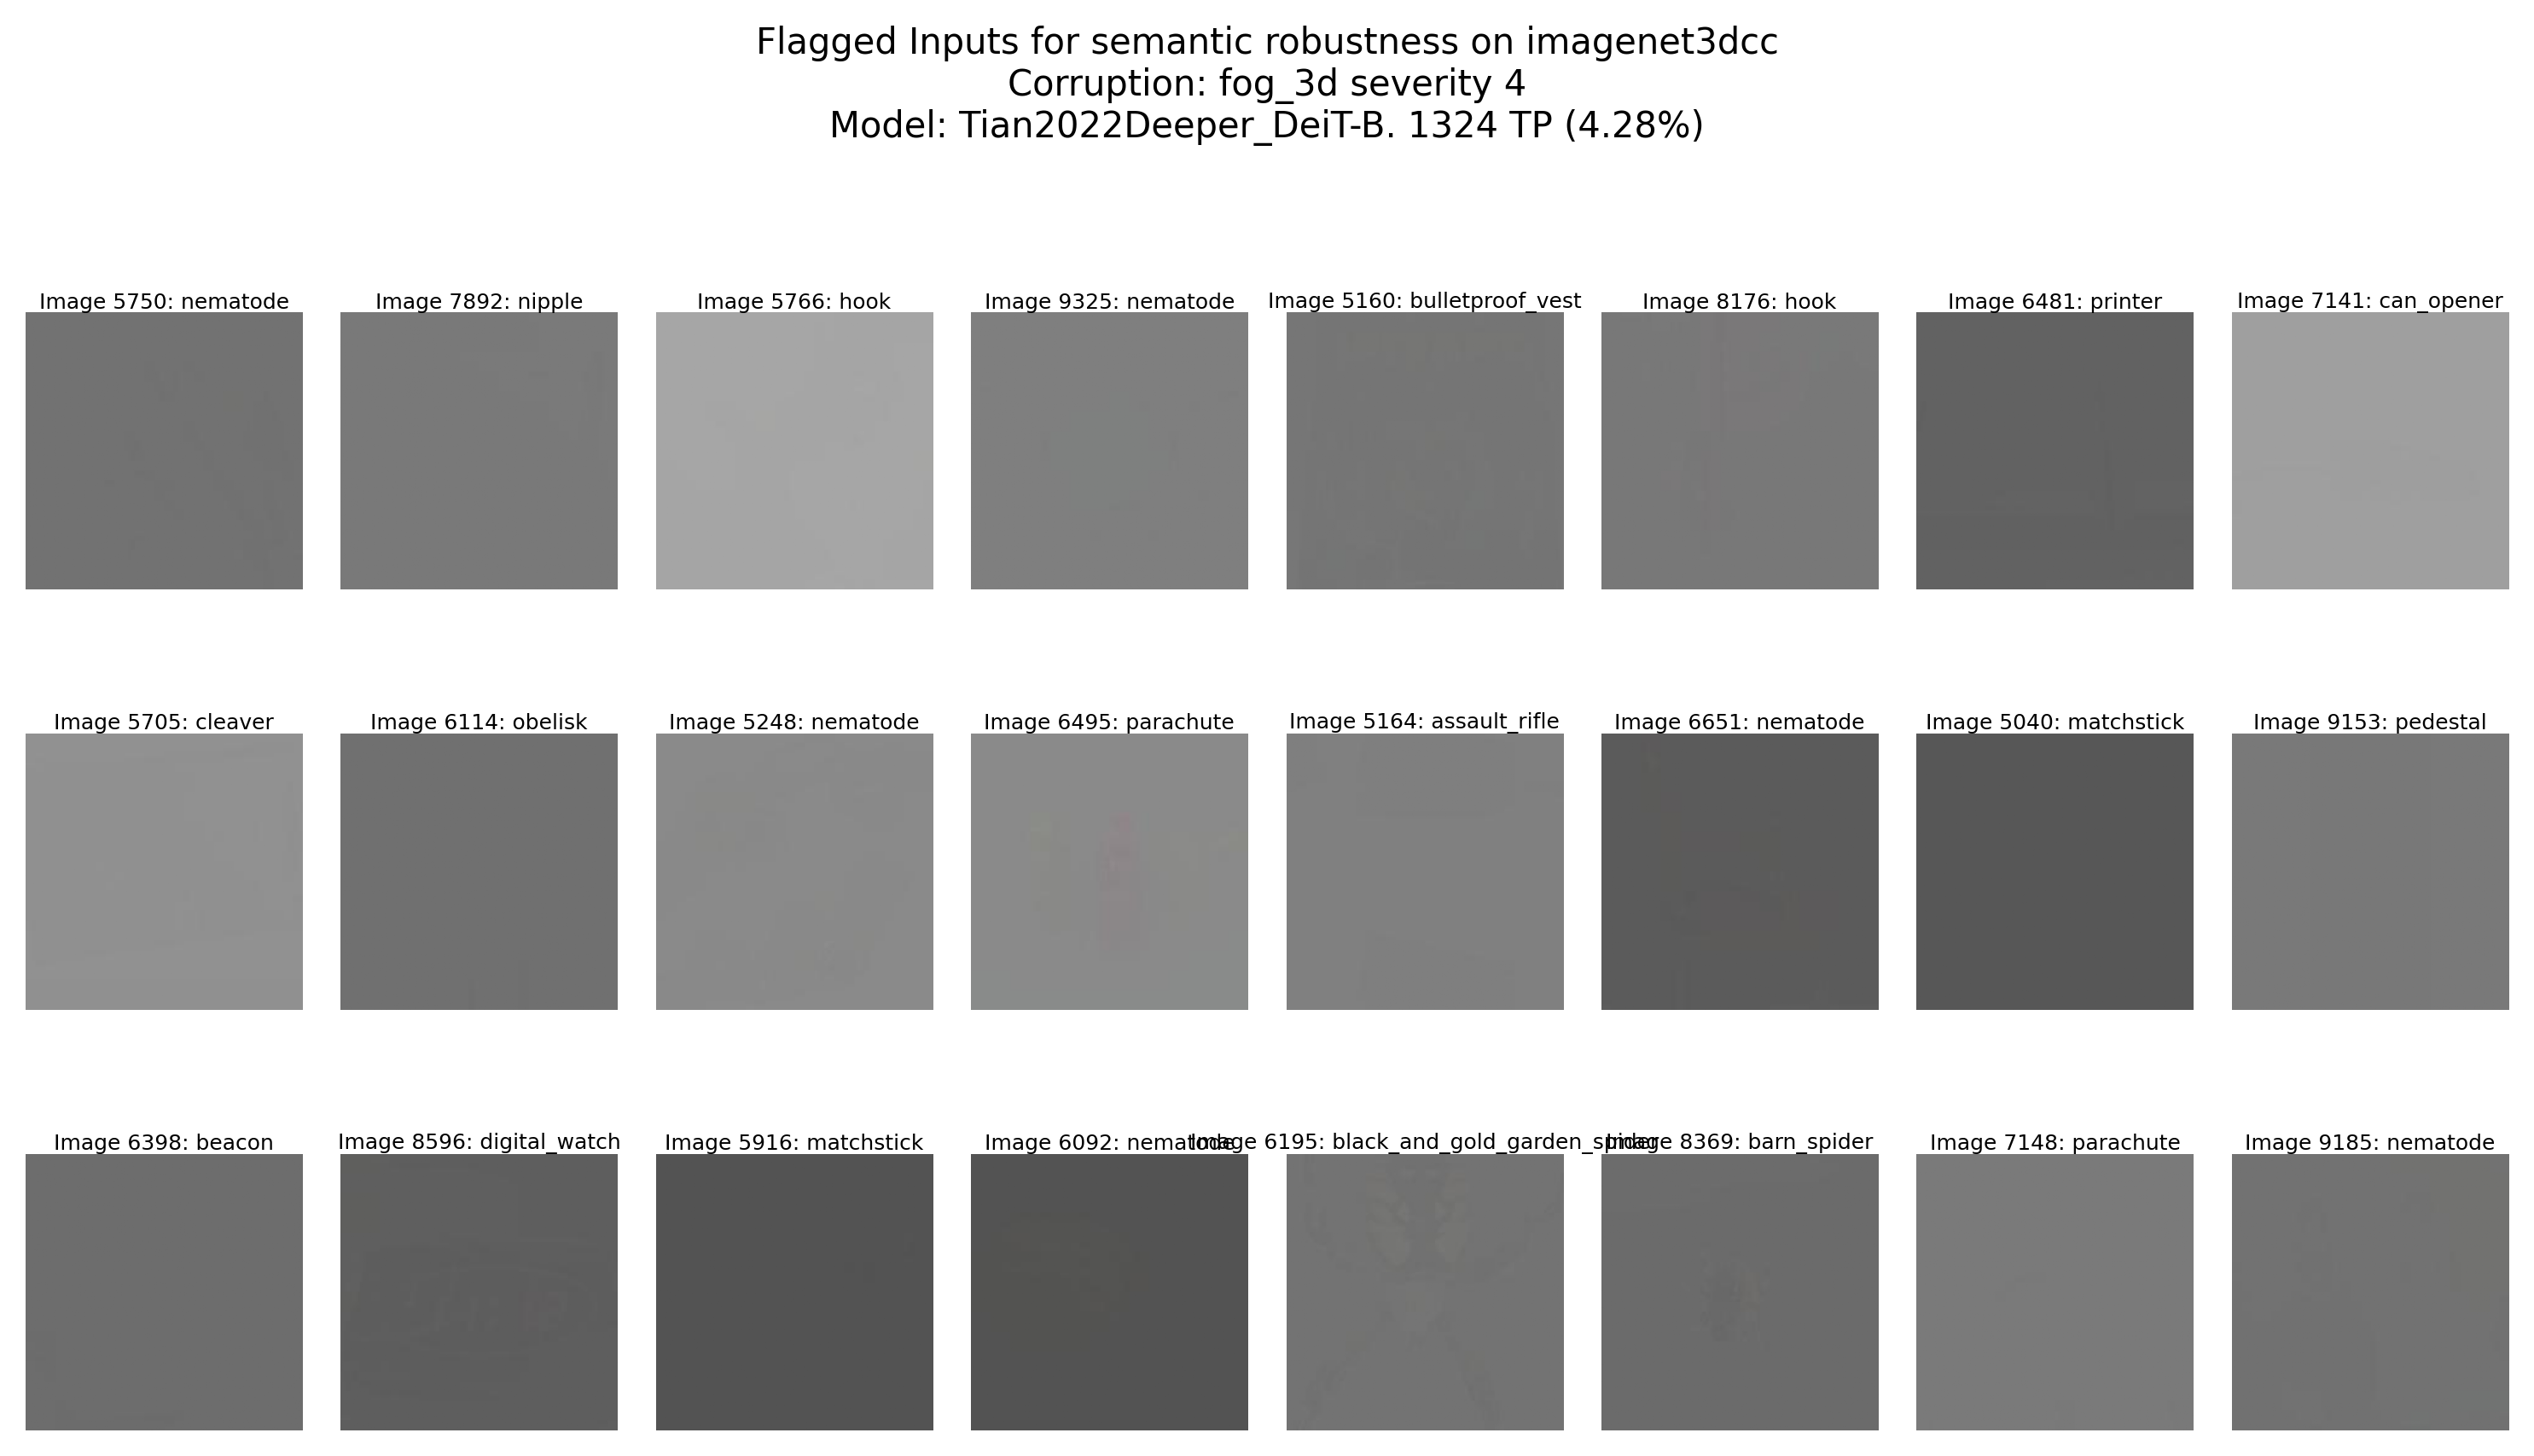 Flagged Inputs for semantic robustness on imagenet3dcc
Corruption: fog_3d severity 4
Model: Tian2022Deeper_DeiT-B. 1324 TP (4.28%)
Image 5750: nematode
Image 7892: nipple
Image 5766: hook
Image 9325: nematode
Image 5160: bulletproof_vest
Image 8176: hook
Image 6481: printer
Image 7141: can_opener
Image 5705: cleaver
Image 6114: obelisk
Image 5248: nematode
Image 6495: parachute
Image 5164: assault_rifle
Image 6651: nematode
Image 5040: matchstick
Image 9153: pedestal
Image 6398: beacon
Image 8596: digital_watch
Image 5916: matchstick
Image 6092: nematode
Image 6195: black_and_gold_garden_spider
Image 8369: barn_spider
Image 7148: parachute
Image 9185: nematode